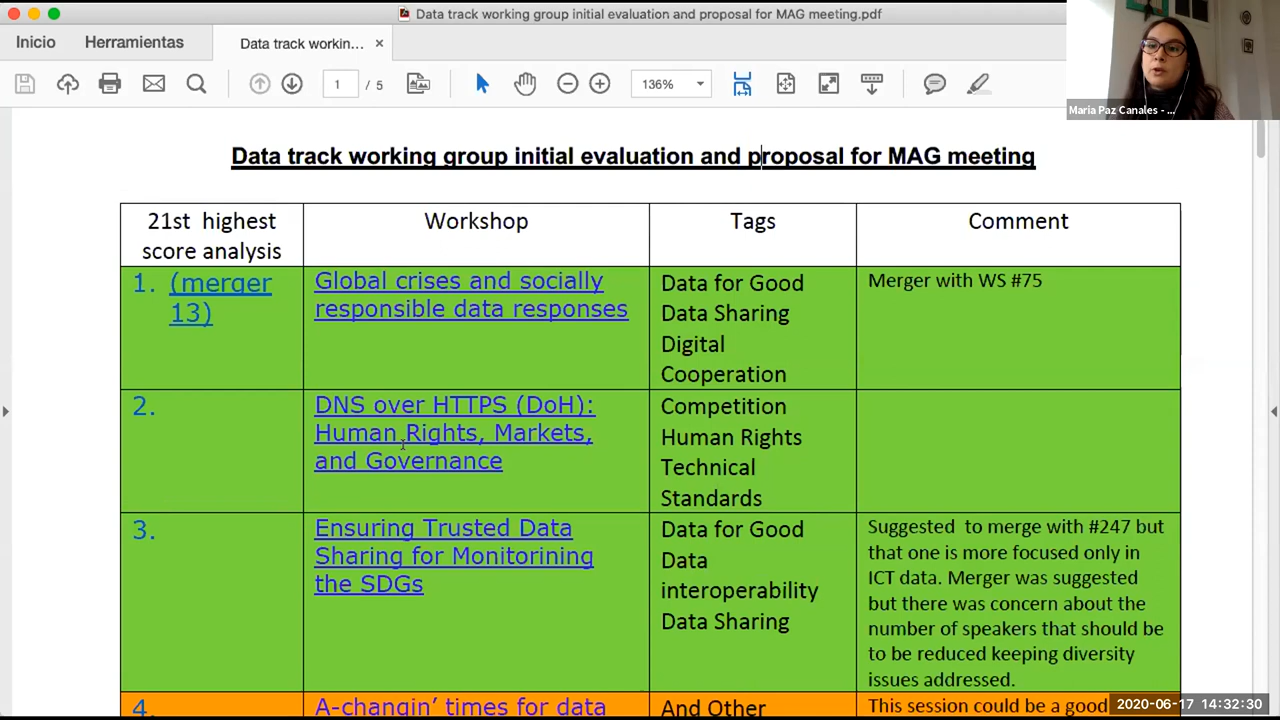 Data track working group initial evaluation and proposal for MAG meeting.pdf
Inicio
Herramientas
Data track workin...
1
/ 5
136%
Maria Paz Canales - ...
Data track working group initial evaluation and proposal for MAG meeting
21st highest
score analysis
Workshop
Tags
Comment
1. (merger
13)
Global crises and socially
responsible data responses
Data for Good
Data Sharing
Digital
Cooperation
Merger with WS #75
2.
DNS over HTTPS (DoH):
Human Rights, Markets,
and Governance
Competition
Human Rights
Technical
Standards
3.
Ensuring Trusted Data
Sharing for Monitorining
the SDGs
Data for Good
Data
interoperability
Data Sharing
Suggested to merge with #247 but
that one is more focused only in
ICT data. Merger was suggested
but there was concern about the
number of speakers that should be
to be reduced keeping diversity
issues addressed.
4.
A-changin’ times for data
And Other
This session could be a good
2020-06-17 14:32:30